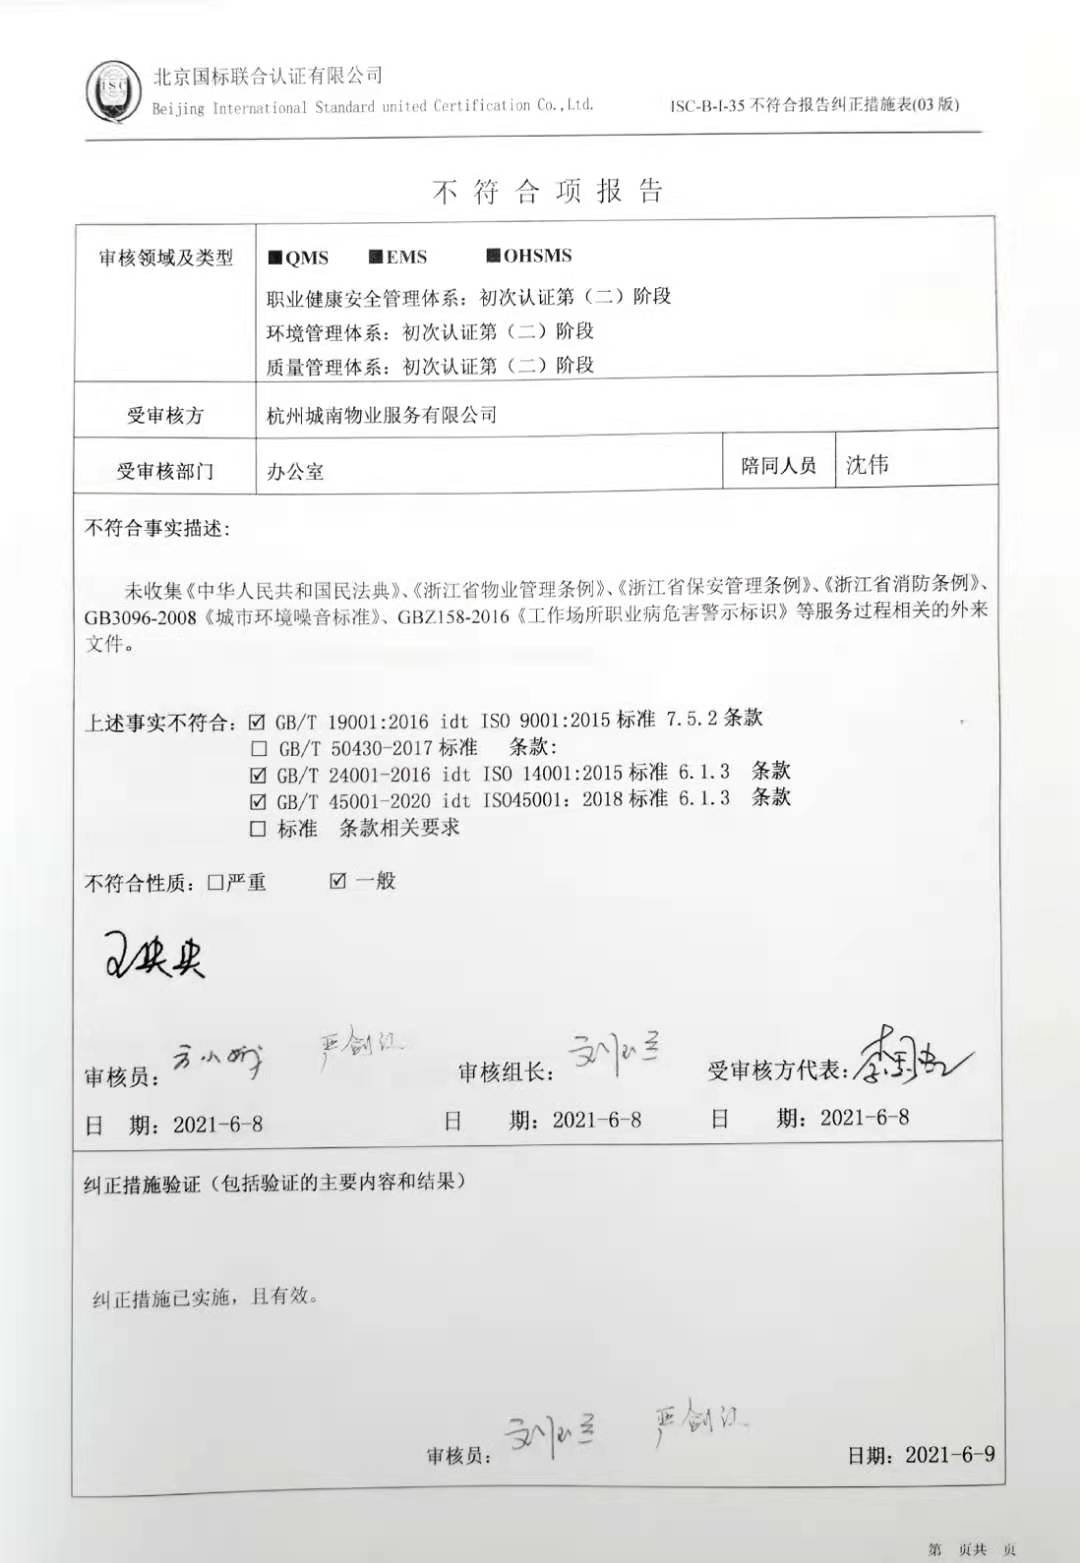 ISC
北京国标联合认证有限公司
Beijing International Standard united Certification Co.,Ltd.
ISC-B-I-35 不符合报告纠正措施表(03 版)
不符合项报告
审核领域及类型
■QMS ■EMS ■OHSMS
职业健康安全管理体系：初次认证第（二）阶段
环境管理体系：初次认证第（二）阶段
质量管理体系：初次认证第（二）阶段
受审核方
杭州城南物业服务有限公司
受审核部门
办公室
陪同人员
沈伟
不符合事实描述：
未收集《中华人民共和国民法典》、《浙江省物业管理条例》、《浙江省保安管理条例》、《浙江省消防条例》、
GB3096-2008《城市环境噪音标准》、GBZ158-2016《工作场所职业病危害警示标识》等服务过程相关的外来
文件。
上述事实不符合：☑ GB/T 19001:2016 idt ISO 9001:2015 标准 7.5.2 条款
□ GB/T 50430-2017 标准 条款：
☑ GB/T 24001-2016 idt ISO 14001:2015 标准 6.1.3 条款
☑ GB/T 45001-2020 idt ISO45001：2018 标准 6.1.3 条款
□ 标准 条款相关要求
不符合性质：□严重 ☑ 一般
王央央
审核员： 严剑江
审核组长：
受审核方代表：
日 期：2021-6-8
日 期：2021-6-8
日 期：2021-6-8
纠正措施验证（包括验证的主要内容和结果）
纠正措施已实施，且有效。
审核员： 严剑江
日期：2021-6-9
第 页共 页